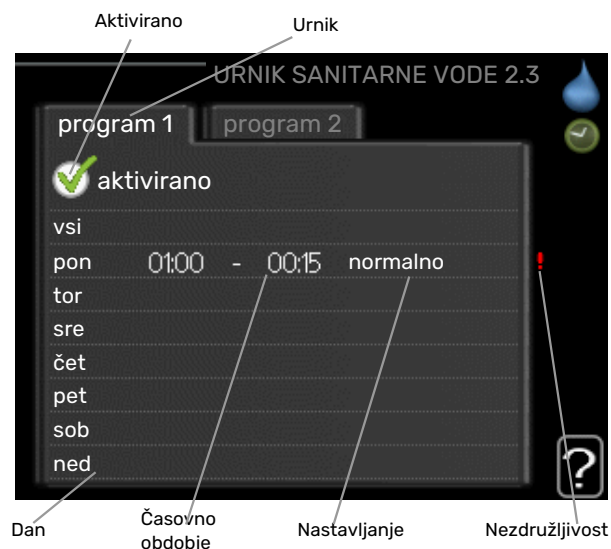 Aktivirano
Urnik
URNIK SANITARNE VODE 2.3
program 1 program 2
aktivirano
vsi
pon 01:00 - 00:15 normalno !
tor
sre
čet
pet
sob
ned
?
Dan
Časovno
obdobje
Nastavljanje
Nezdružljivost